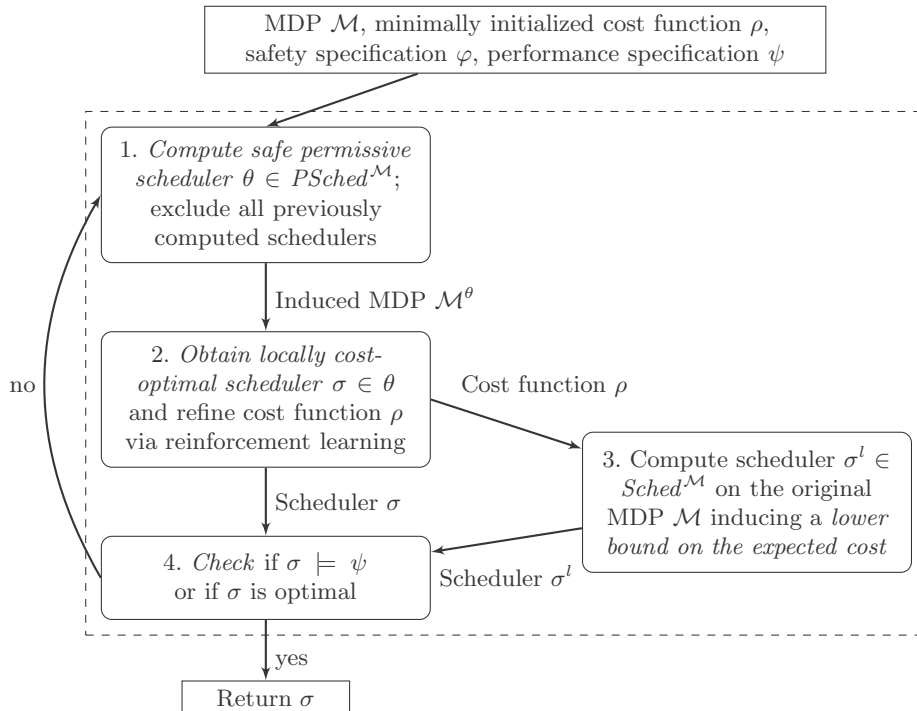 MDP ℳ, minimally initialized cost function ρ,
safety specification φ, performance specification ψ
1. Compute safe permissive
scheduler θ ∈ PSched^ℳ;
exclude all previously
computed schedulers
Induced MDP ℳ^θ
2. Obtain locally cost-
optimal scheduler σ ∈ θ
and refine cost function ρ
via reinforcement learning
Cost function ρ
no
3. Compute scheduler σ^l ∈
Sched^ℳ on the original
MDP ℳ inducing a lower
bound on the expected cost
Scheduler σ
4. Check if σ ⊨ ψ
or if σ is optimal
Scheduler σ^l
yes
Return σ